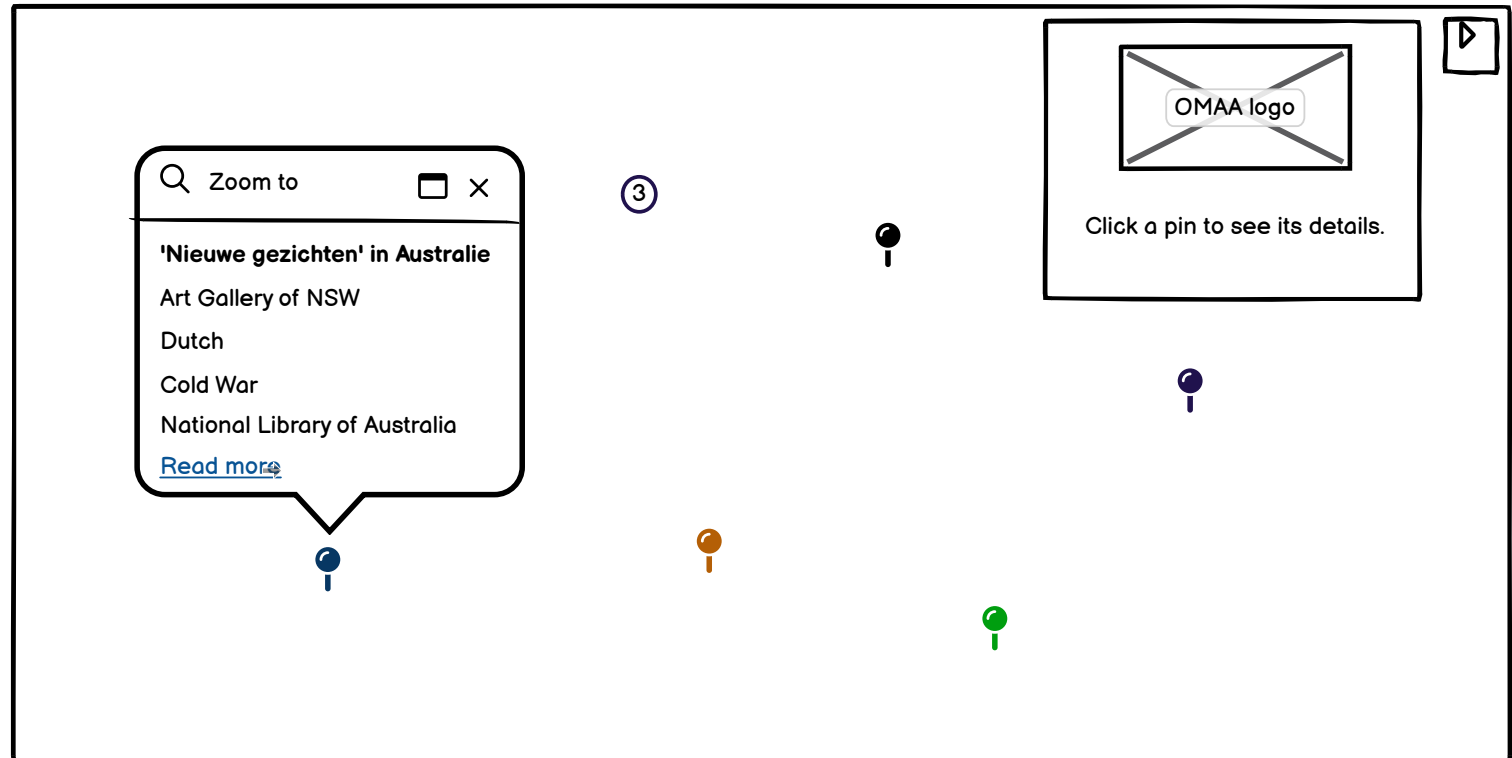 OMAA logo
Click a pin to see its details.
Zoom to
'Nieuwe gezichten' in Australie
Art Gallery of NSW
Dutch
Cold War
National Library of Australia
Read more
3